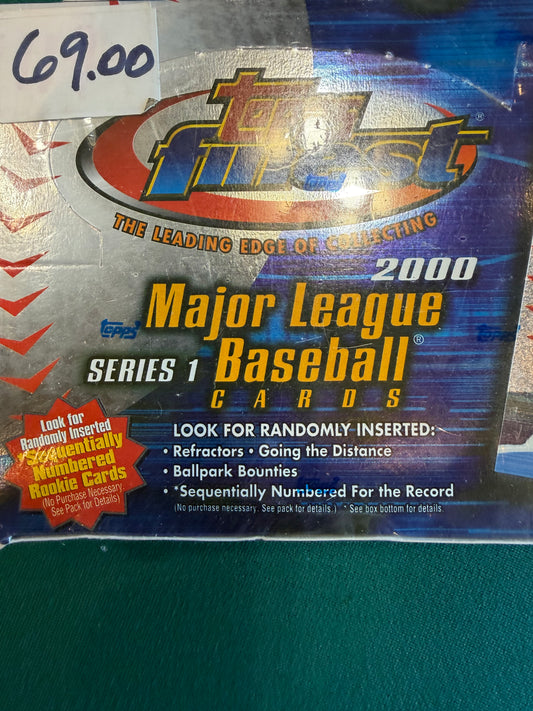 69.00
topps
finest®
topps
THE LEADING EDGE OF COLLECTING
2000
topps
Major League
topps
SERIES 1 Baseball®
CARDS
Look for
Randomly Inserted
Sequentially
Numbered
Rookie Cards
(No Purchase Necessary.
See Pack for Details)
LOOK FOR RANDOMLY INSERTED:
• Refractors • Going the Distance
• Ballpark Bounties
• *Sequentially Numbered For the Record
(No purchase necessary. See pack for details.) * See box bottom for details.